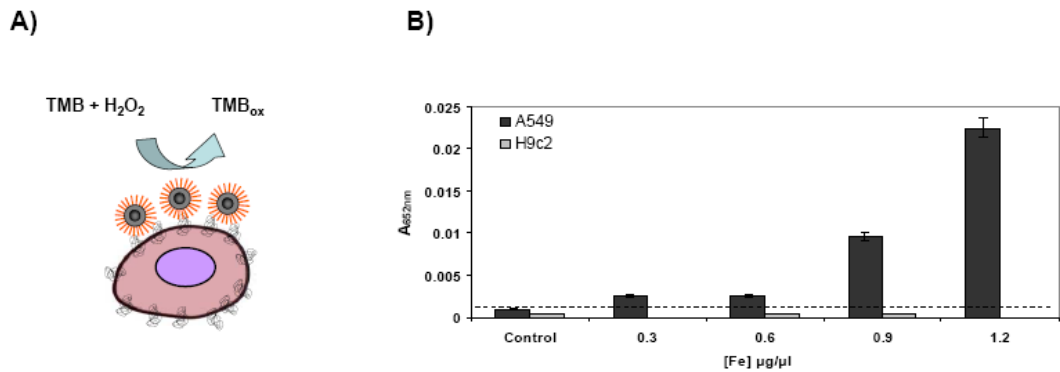 A)
TMB + H₂O₂ TMBox
B)
A652nm
0.025
0.02
0.015
0.01
0.005
0
A549
H9c2
Control 0.3 0.6 0.9 1.2
[Fe] µg/µl